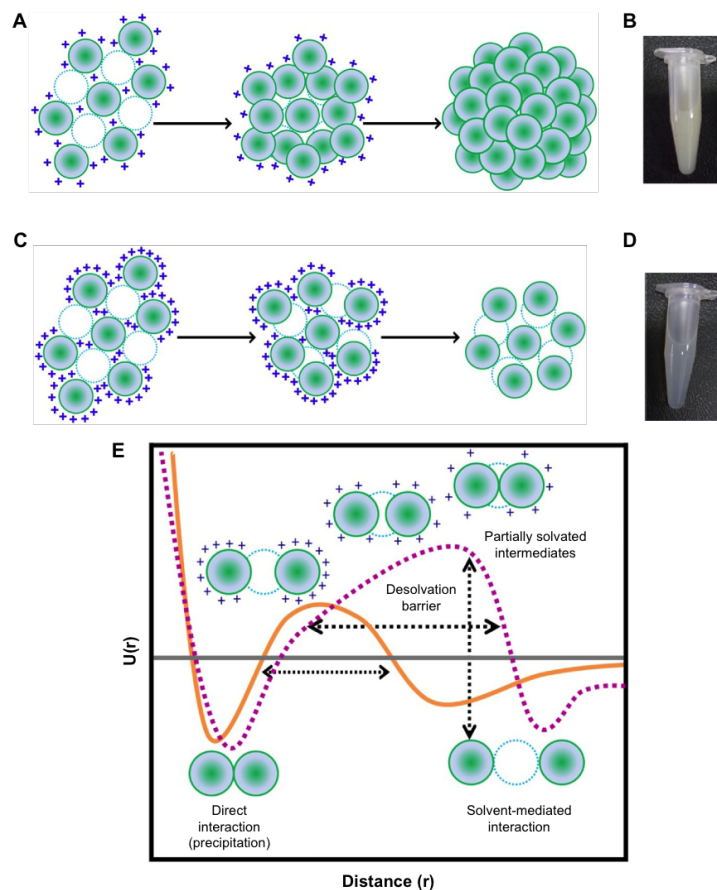 A
B
C
D
E
Partially solvated
intermediates
Desolvation
barrier
U(r)
Direct
interaction
(precipitation)
Solvent-mediated
interaction
Distance (r)